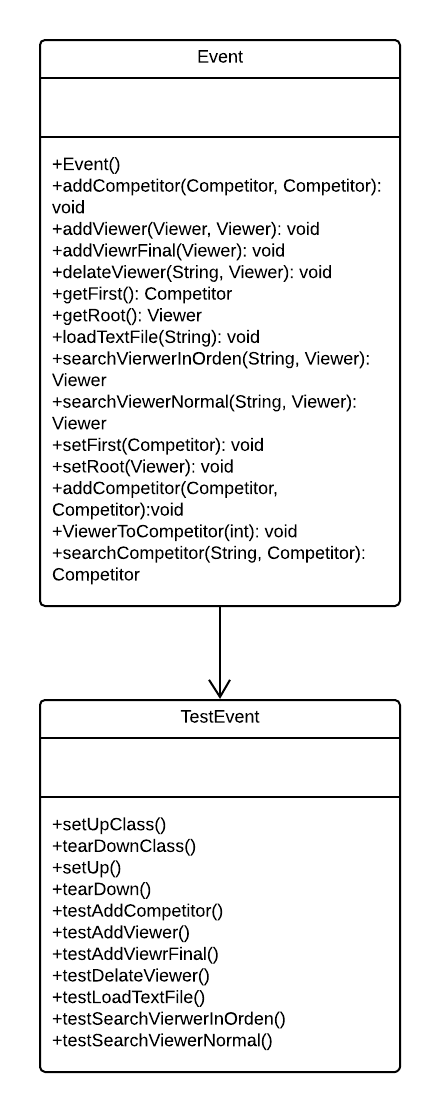 Event
+Event()
+addCompetitor(Competitor, Competitor):
void
+addViewer(Viewer, Viewer): void
+addViewrFinal(Viewer): void
+delateViewer(String, Viewer): void
+getFirst(): Competitor
+getRoot(): Viewer
+loadTextFile(String): void
+searchVierwerInOrden(String, Viewer):
Viewer
+searchViewerNormal(String, Viewer):
Viewer
+setFirst(Competitor): void
+setRoot(Viewer): void
+addCompetitor(Competitor,
Competitor):void
+ViewerToCompetitor(int): void
+searchCompetitor(String, Competitor):
Competitor
TestEvent
+setUpClass()
+tearDownClass()
+setUp()
+tearDown()
+testAddCompetitor()
+testAddViewer()
+testAddViewrFinal()
+testDelateViewer()
+testLoadTextFile()
+testSearchVierwerInOrden()
+testSearchViewerNormal()